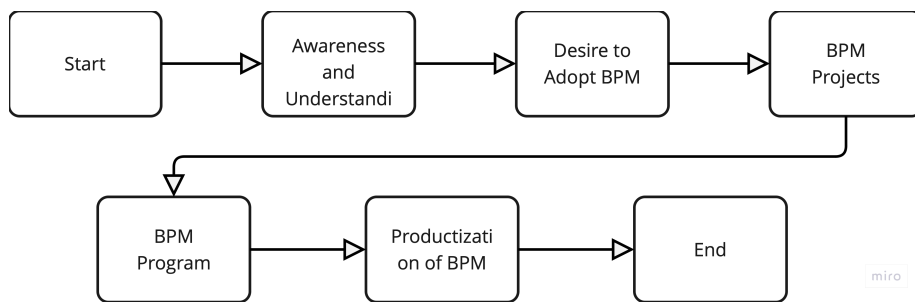 Start
Awareness
and
Understandi
Desire to
Adopt BPM
BPM
Projects
BPM
Program
Productizati
on of BPM
End
miro